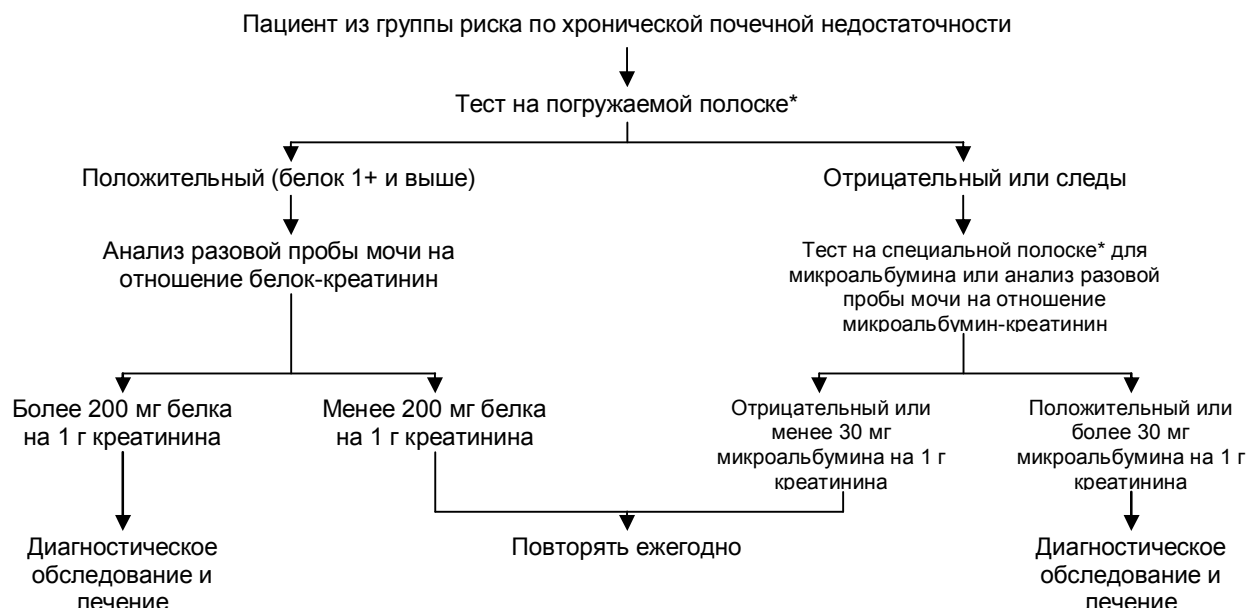 Пациент из группы риска по хронической почечной недостаточности
Тест на погружаемой полоске*
Положительный (белок 1+ и выше)
Отрицательный или следы
Анализ разовой пробы мочи на
отношение белок-креатинин
Тест на специальной полоске* для
микроальбумина или анализ разовой
пробы мочи на отношение
микроальбумин-креатинин
Более 200 мг белка
на 1 г креатинина
Менее 200 мг белка
на 1 г креатинина
Отрицательный или
менее 30 мг
микроальбумина на 1 г
креатинина
Положительный или
более 30 мг
микроальбумина на 1 г
креатинина
Диагностическое
обследование и
лечение
Повторять ежегодно
Диагностическое
обследование и
лечение